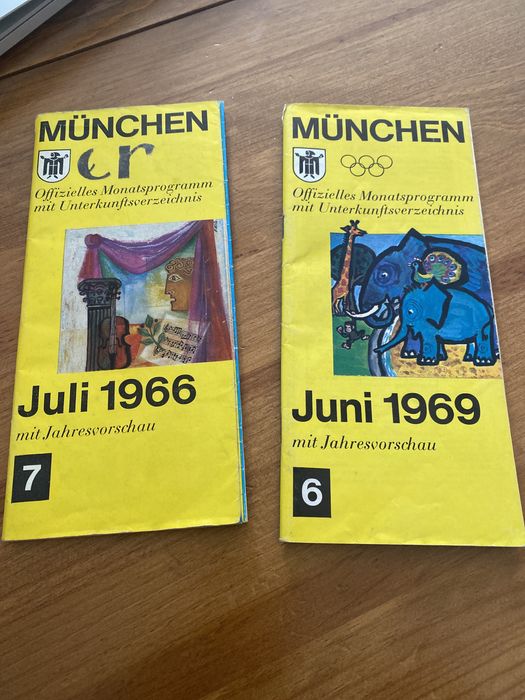 MÜNCHEN
cr
Offizielles Monatsprogramm
mit Unterkunftsverzeichnis
Juli 1966
mit Jahresvorschau
7
MÜNCHEN
Offizielles Monatsprogramm
mit Unterkunftsverzeichnis
Juni 1969
mit Jahresvorschau
6